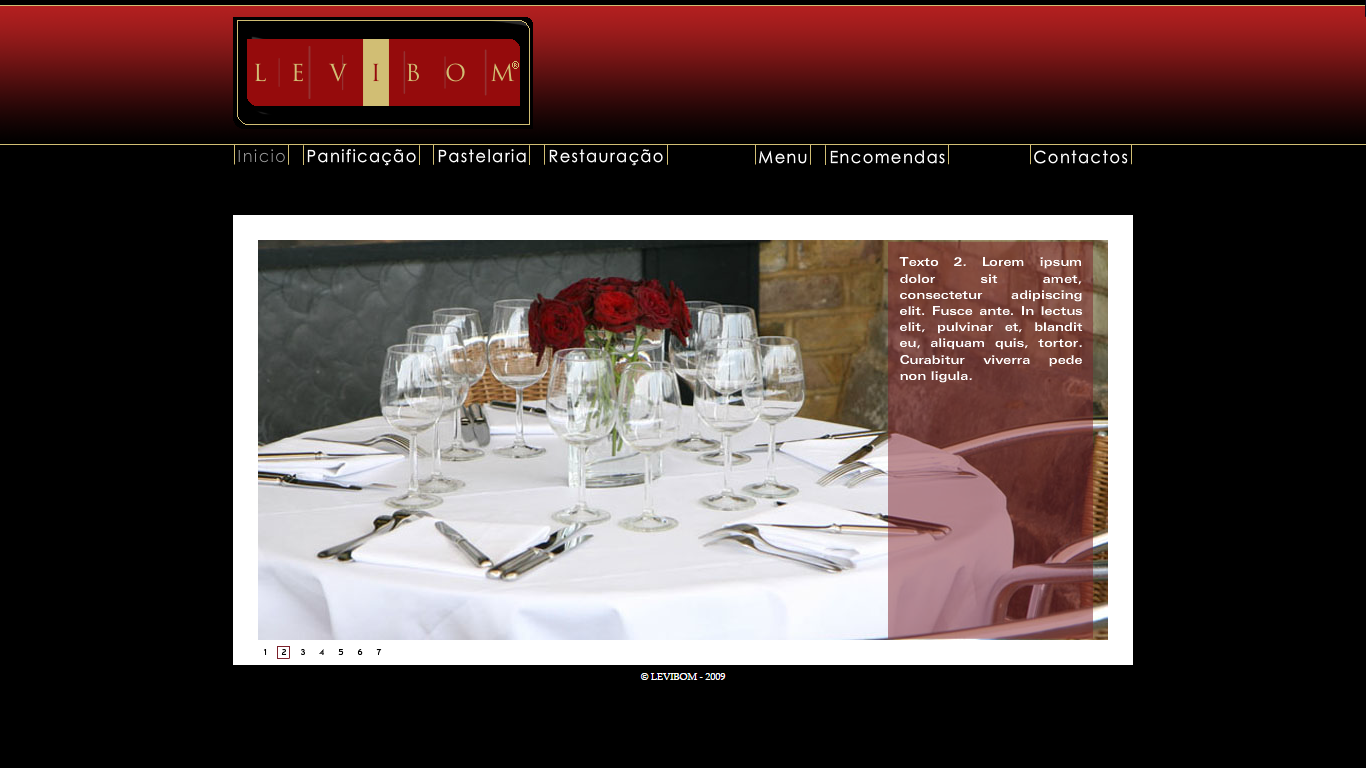 LEVIBOM®
Inicio Panificação Pastelaria Restauração Menu Encomendas Contactos
Texto 2. Lorem ipsum
dolor sit amet,
consectetur adipiscing
elit. Fusce ante. In lectus
elit, pulvinar et, blandit
eu, aliquam quis, tortor.
Curabitur viverra pede
non ligula.
1 2 3 4 5 6 7
© LEVIBOM - 2009